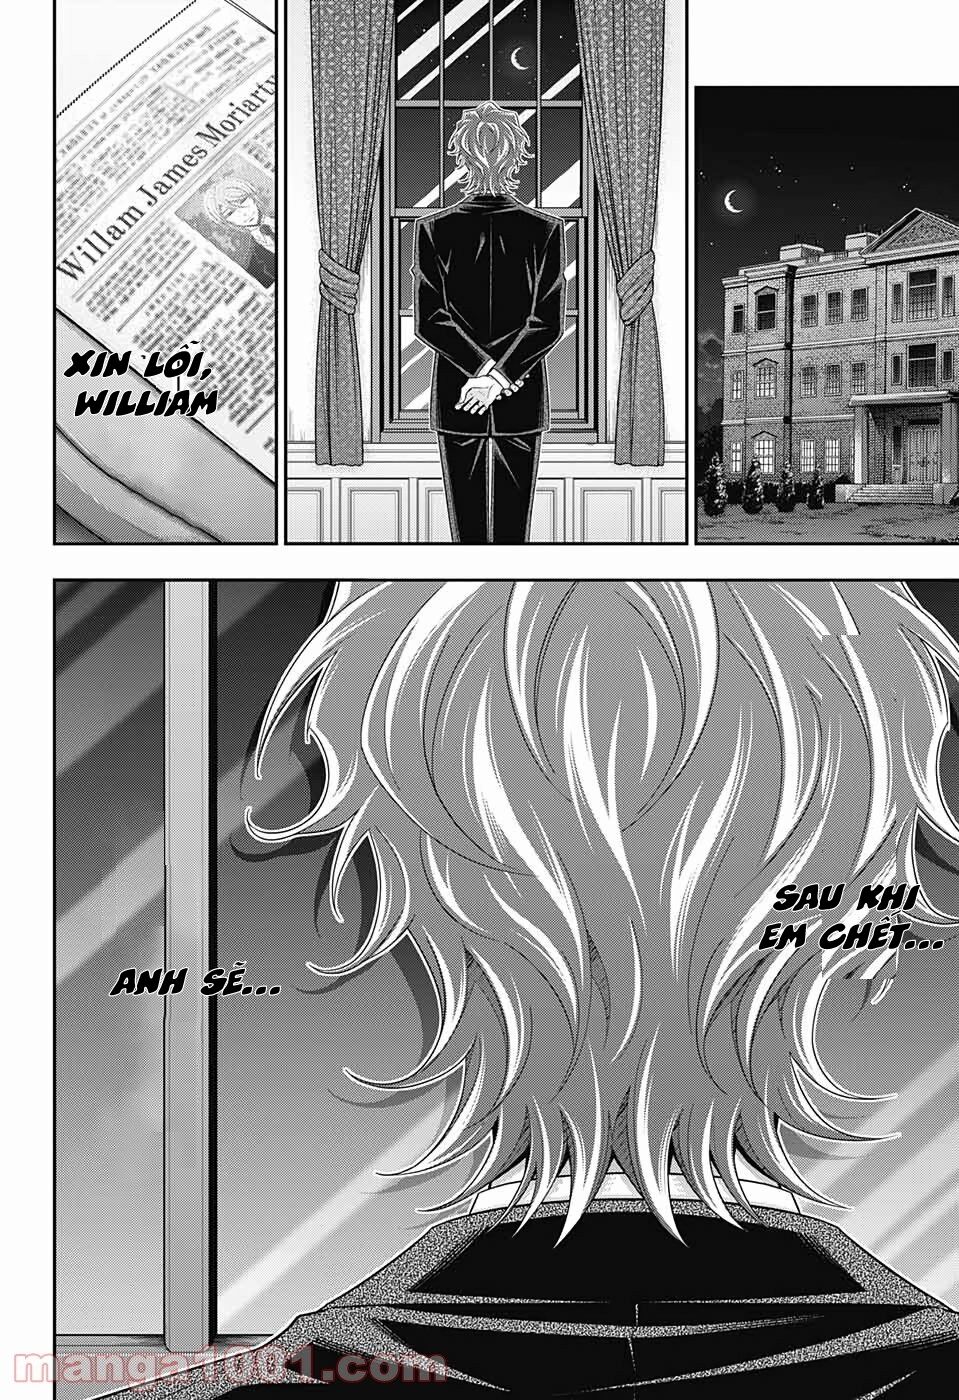 Willam James Moriarty
XIN LỖI,
WILLIAM
SAU KHI
EM CHẾT...
ANH SẼ...
manga1001.com